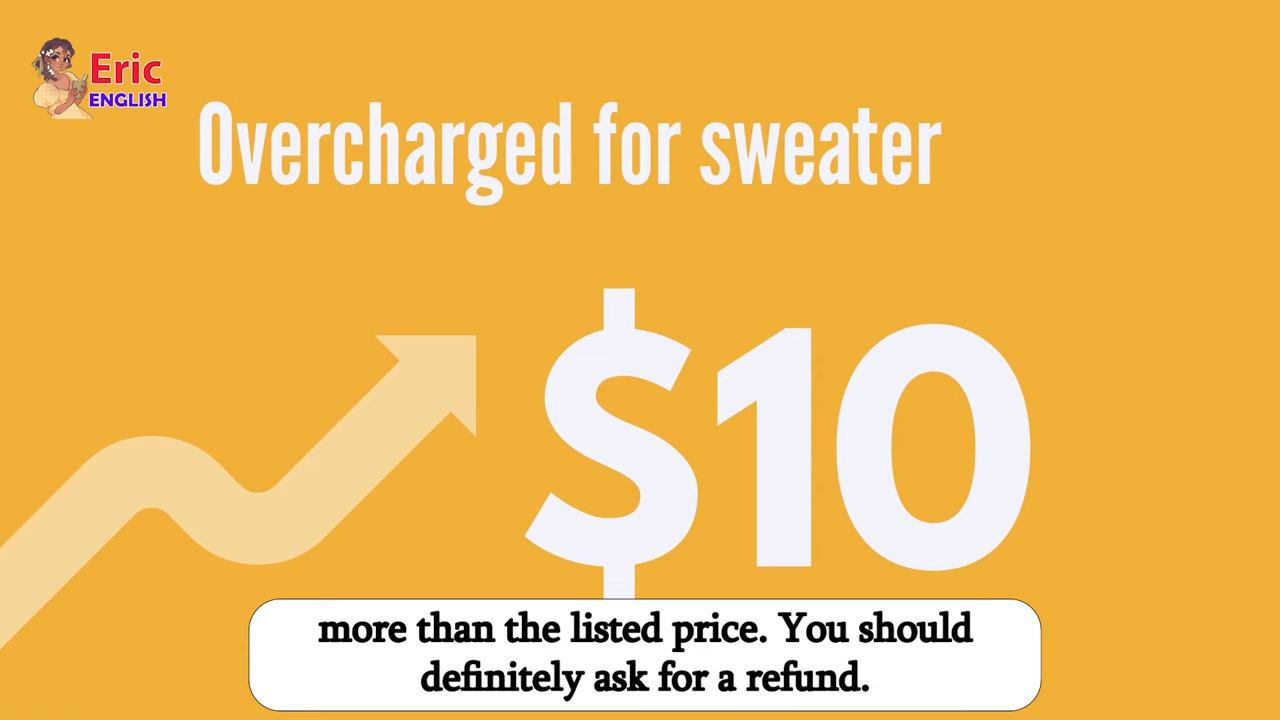 Eric
ENGLISH
Overcharged for sweater
$10
more than the listed price. You should
definitely ask for a refund.